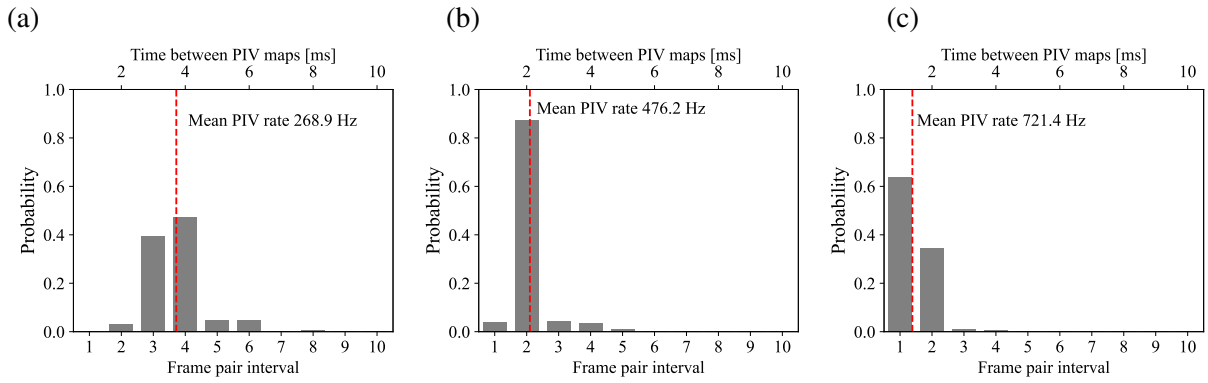 (a)
Time between PIV maps [ms]
2 4 6 8 10
1.0
0.8
0.6
0.4
0.2
0.0
Probability
Mean PIV rate 268.9 Hz
1 2 3 4 5 6 7 8 9 10
Frame pair interval
(b)
Time between PIV maps [ms]
2 4 6 8 10
1.0
0.8
0.6
0.4
0.2
0.0
Probability
Mean PIV rate 476.2 Hz
1 2 3 4 5 6 7 8 9 10
Frame pair interval
(c)
Time between PIV maps [ms]
2 4 6 8 10
1.0
0.8
0.6
0.4
0.2
0.0
Probability
Mean PIV rate 721.4 Hz
1 2 3 4 5 6 7 8 9 10
Frame pair interval